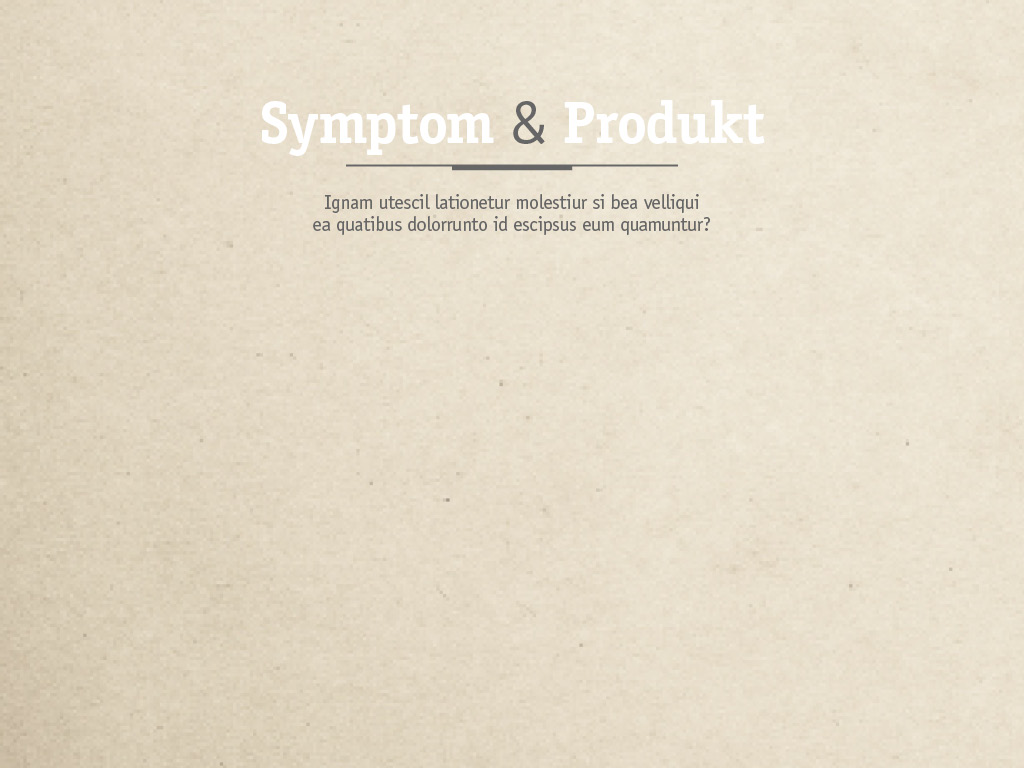 Symptom & Produkt
Ignam utescil lationetur molestiur si bea velliqui
ea quatibus dolorrunto id escipsus eum quamuntur?